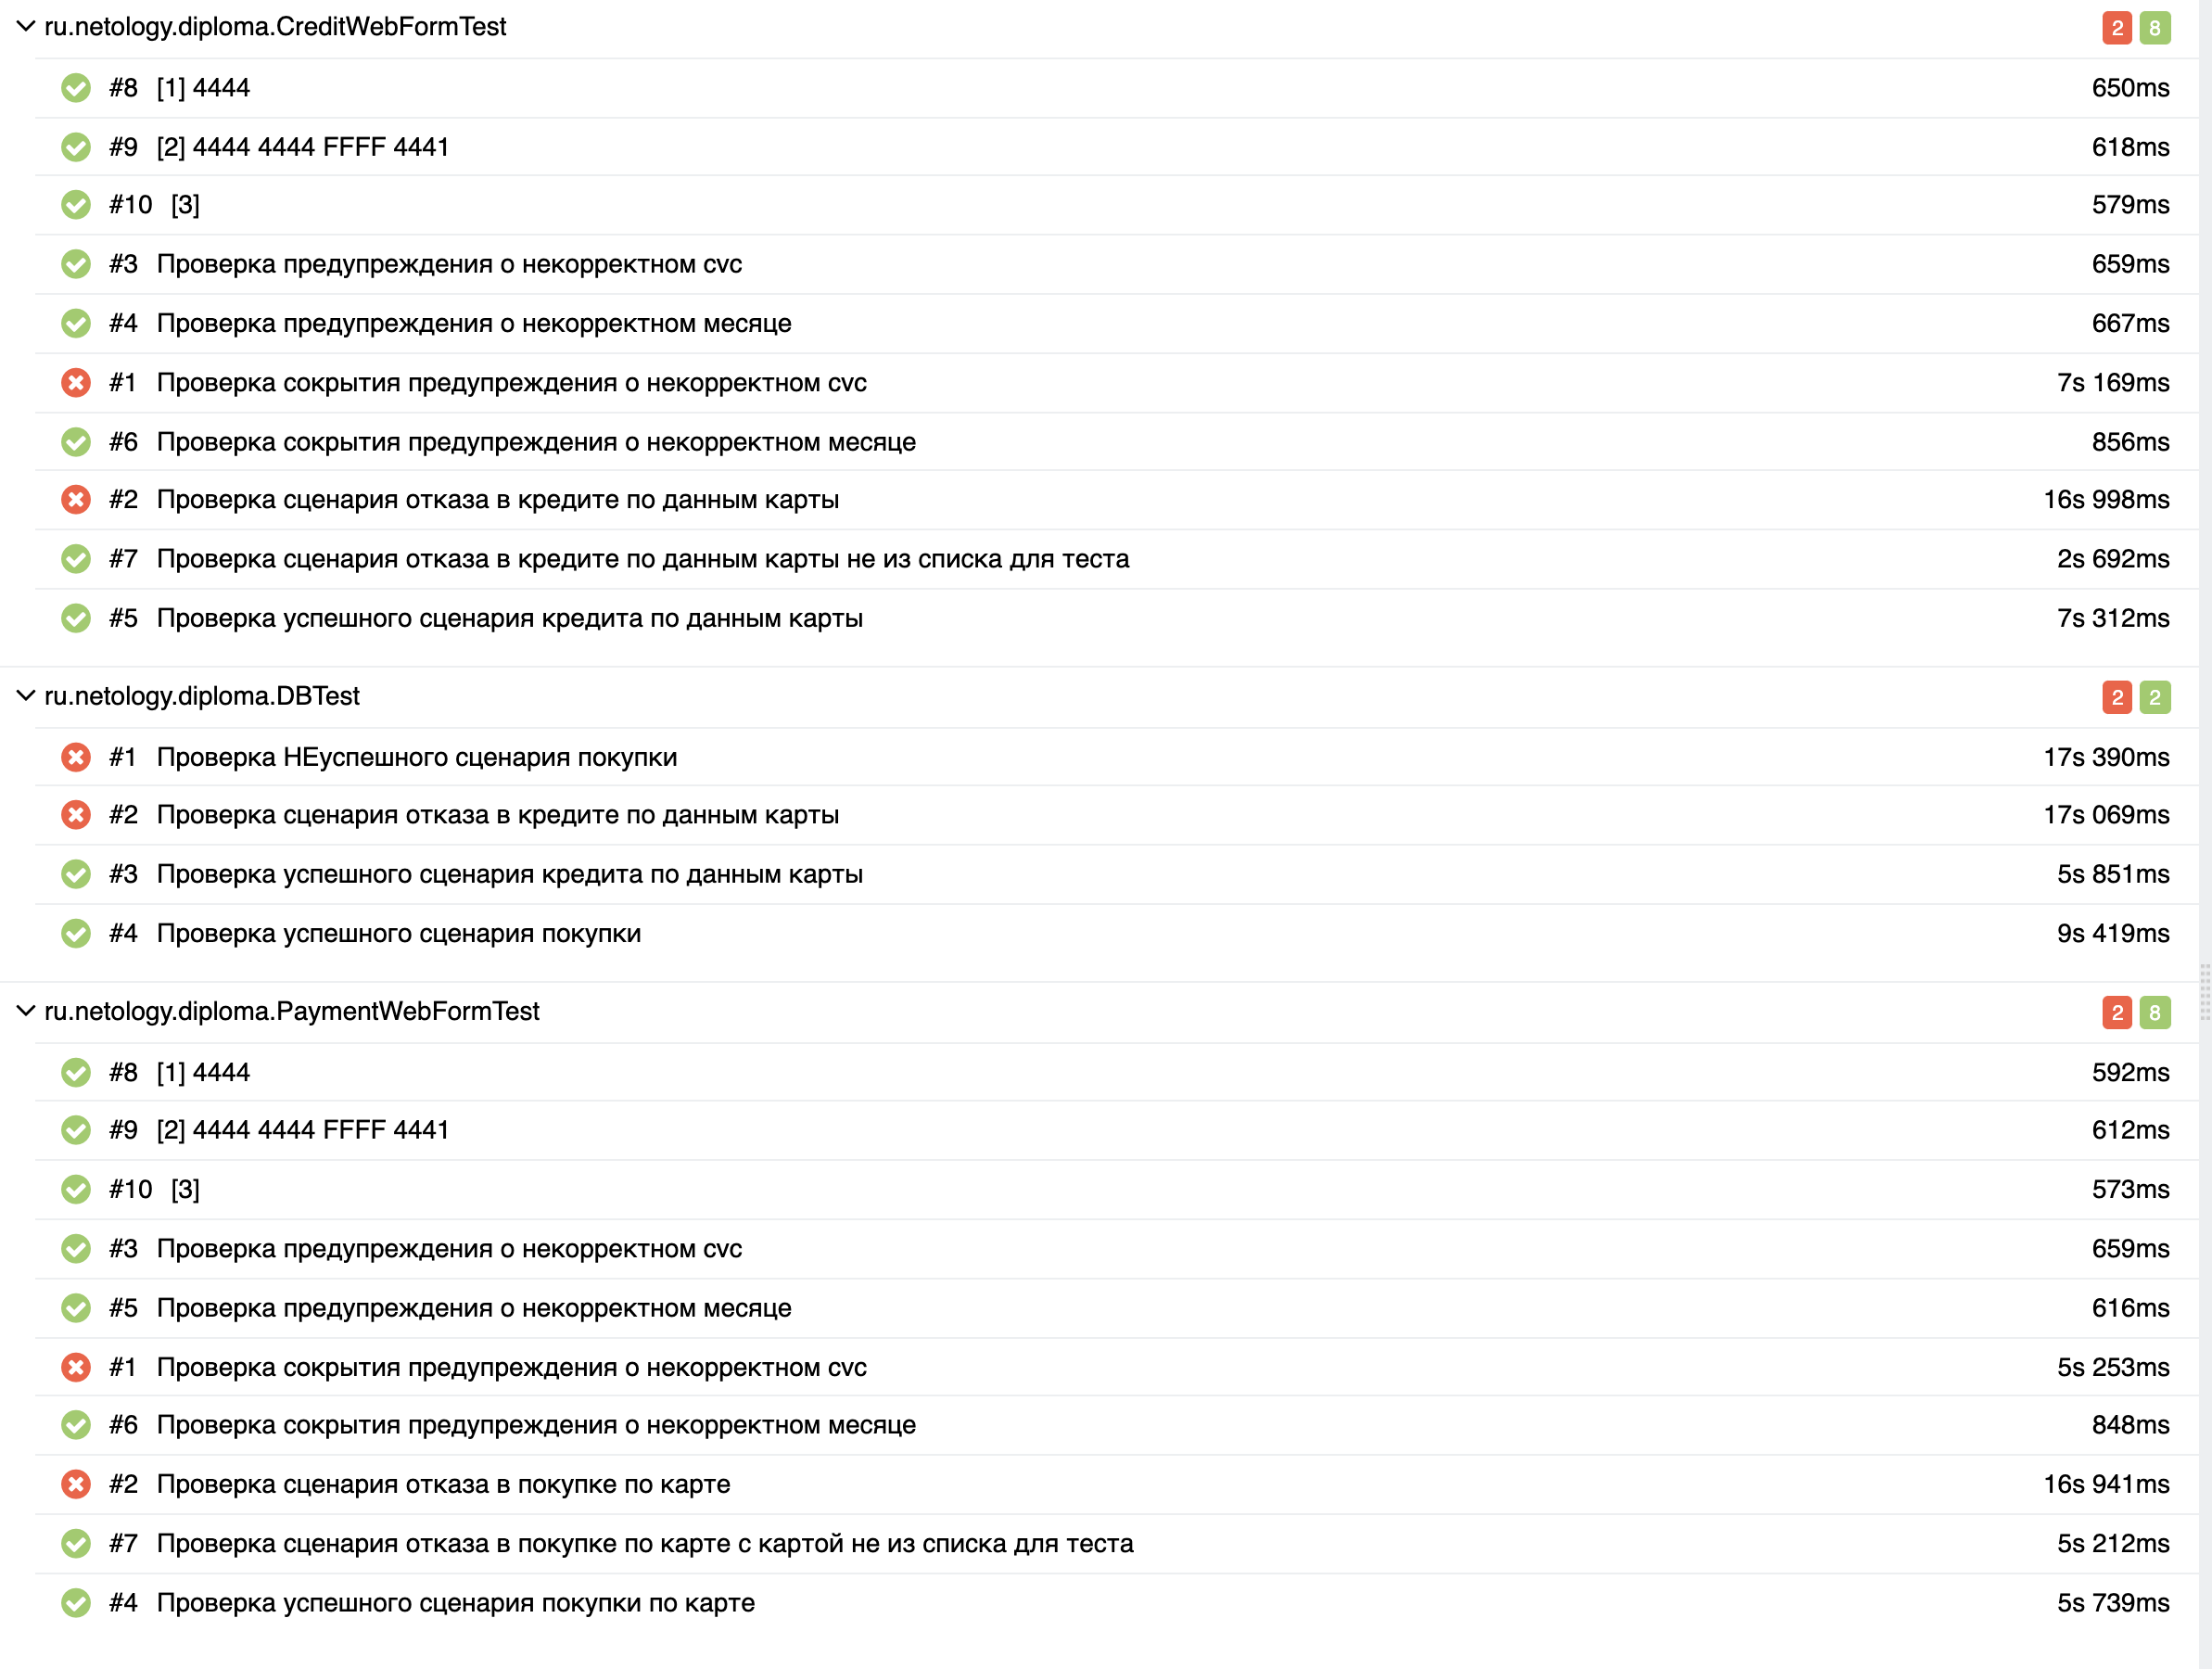 ru.netology.diploma.CreditWebFormTest 2 8
#8 [1] 4444 650ms
#9 [2] 4444 4444 FFFF 4441 618ms
#10 [3] 579ms
#3 Проверка предупреждения о некорректном cvc 659ms
#4 Проверка предупреждения о некорректном месяце 667ms
#1 Проверка сокрытия предупреждения о некорректном cvc 7s 169ms
#6 Проверка сокрытия предупреждения о некорректном месяце 856ms
#2 Проверка сценария отказа в кредите по данным карты 16s 998ms
#7 Проверка сценария отказа в кредите по данным карты не из списка для теста 2s 692ms
#5 Проверка успешного сценария кредита по данным карты 7s 312ms
ru.netology.diploma.DBTest 2 2
#1 Проверка НЕуспешного сценария покупки 17s 390ms
#2 Проверка сценария отказа в кредите по данным карты 17s 069ms
#3 Проверка успешного сценария кредита по данным карты 5s 851ms
#4 Проверка успешного сценария покупки 9s 419ms
ru.netology.diploma.PaymentWebFormTest 2 8
#8 [1] 4444 592ms
#9 [2] 4444 4444 FFFF 4441 612ms
#10 [3] 573ms
#3 Проверка предупреждения о некорректном cvc 659ms
#5 Проверка предупреждения о некорректном месяце 616ms
#1 Проверка сокрытия предупреждения о некорректном cvc 5s 253ms
#6 Проверка сокрытия предупреждения о некорректном месяце 848ms
#2 Проверка сценария отказа в покупке по карте 16s 941ms
#7 Проверка сценария отказа в покупке по карте с картой не из списка для теста 5s 212ms
#4 Проверка успешного сценария покупки по карте 5s 739ms